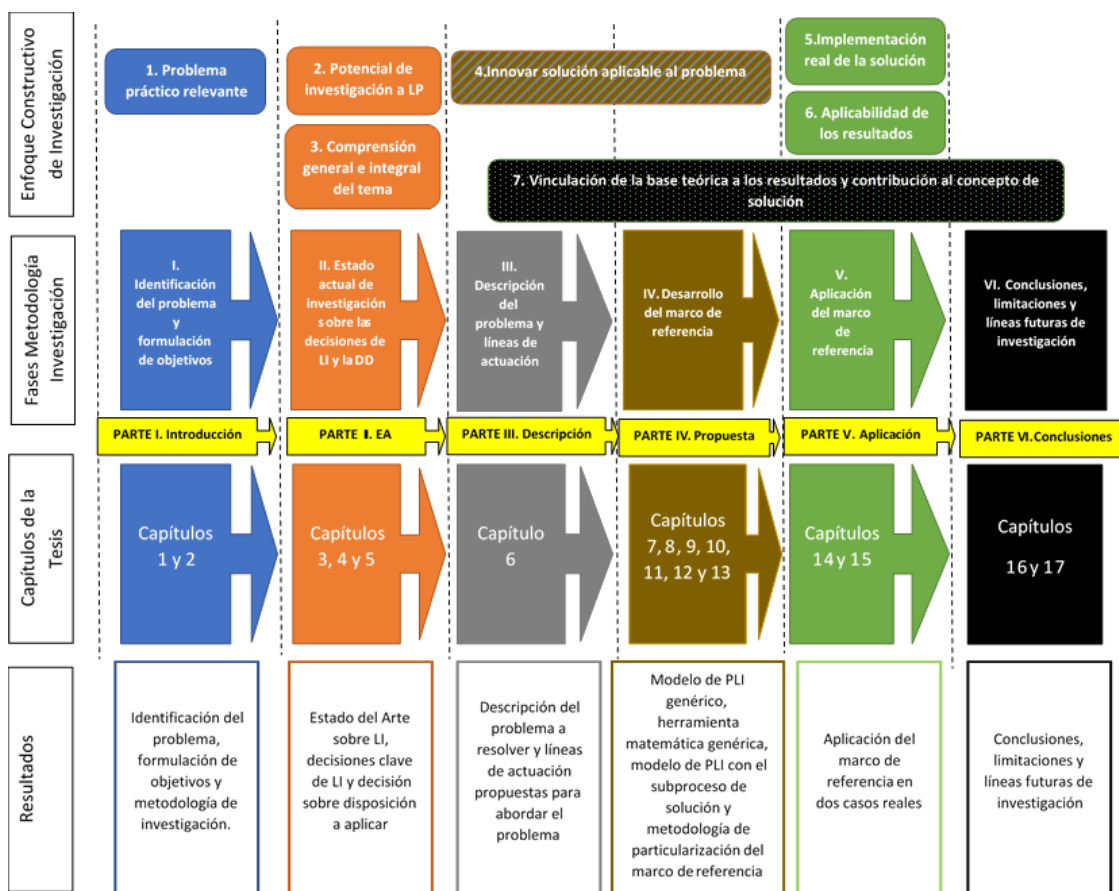 Enfoque Constructivo
de Investigación
1. Problema
práctico relevante
2. Potencial de
investigación a LP
3. Comprensión
general e integral
del tema
4.Innovar solución aplicable al problema
5.Implementación
real de la solución
6. Aplicabilidad de
los resultados
7. Vinculación de la base teórica a los resultados y contribución al concepto de
solución
Fases Metodología
Investigación
I.
Identificación
del problema
y
formulación
de objetivos
II. Estado
actual de
investigación
s sobre las
decisiones de
LI y la DD
III.
Descripción
del
problema y
líneas de
actuación
IV. Desarrollo
del marco de
referencia
V.
Aplicación
del marco
de
referencia
VI. Conclusiones,
limitaciones y
líneas futuras de
investigación
PARTE I. Introducción
PARTE II. EA
PARTE III. Descripción
PARTE IV. Propuesta
PARTE V. Aplicación
PARTE VI.Conclusiones
Capítulos de la
Tesis
Capítulos
1 y 2
Capítulos
3, 4 y 5
Capítulo
6
Capítulos
7, 8, 9, 10,
11, 12 y 13
Capítulos
14 y 15
Capítulos
16 y 17
Resultados
Identificación del
problema,
formulación de
objetivos y
metodología de
investigación.
Estado del Arte
sobre LI,
decisiones clave
de LI y decisión
sobre disposición
a aplicar
Descripción del
problema a
resolver y líneas
de actuación
propuestas para
abordar el
problema
Modelo de PLI
genérico,
herramienta
matemática genérica,
modelo de PLI con el
subproceso de
solución y
metodología de
particularización del
marco de referencia
Aplicación del
marco de
referencia en
dos casos reales
Conclusiones,
limitaciones y
líneas futuras de
investigación